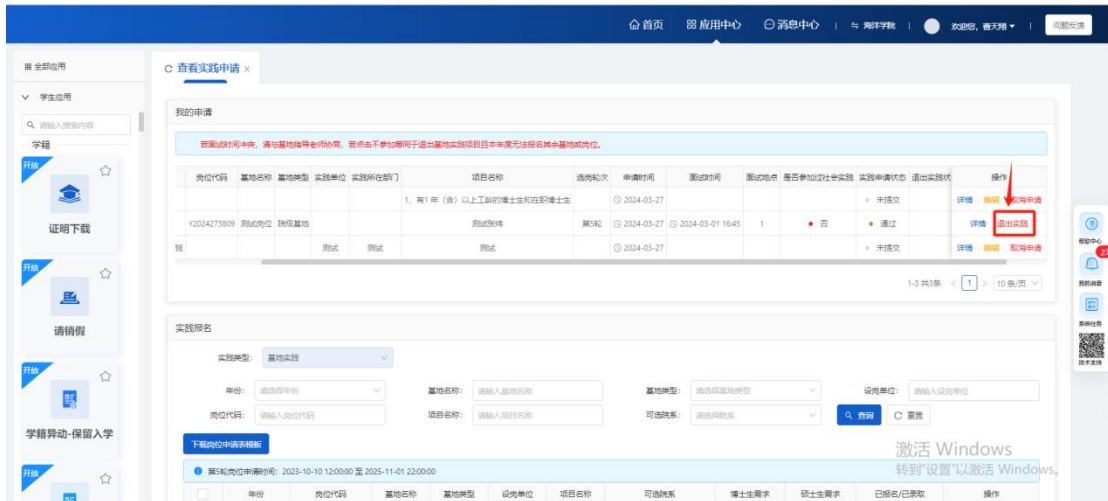 首页 应用中心 消息中心 海洋学院 欢迎您, 春天翔 问题反馈
全部应用
查看实践申请 ×
学生应用
请输入搜索内容
学籍
开放
证明下载
开放
请销假
开放
学籍异动-保留入学
开放
我的申请
若面试时间冲突, 请与基地指导老师协商, 若点击不参加等同于退出基地实践项目且本年度无法报名其余基地或岗位。
岗位代码 基地名称 基地类型 实践单位 实践所在部门 项目名称 选岗轮次 申请时间 面试时间 面试地点 是否参加过社会实践 实践申请状态 退出实践状 操作
1、有1年(含)以上工龄的博士生和在职博士生 2024-03-27 未提交 详情 编辑 取消申请
Y2024273809 测试岗位 院级基地 测试张纬 第5轮 2024-03-27 2024-03-01 16:45 1 否 通过 详情 退出实践
测试 测试 测试 2024-03-27 未提交 详情 编辑 取消申请
1-3 共3条 < 1 > 10 条/页
实践报名
实践类型: 基地实践
年份: 请选择年份 基地名称: 请输入基地名称 基地类型: 请选择基地类型 设岗单位: 请输入设岗单位
岗位代码: 请输入岗位代码 项目名称: 请输入项目名称 可选院系: 请选择院系 查询 重置
下载岗位申请表模板
第5轮岗位申请时间: 2023-10-10 12:00:00 至 2025-11-01 22:00:00
年份 岗位代码 基地名称 基地类型 设岗单位 项目名称 可选院系 博士生需求 硕士生需求 已报名/已录取 操作
帮助中心
23
我的消息
系统任务
技术支持
激活 Windows
转到"设置"以激活 Windows。